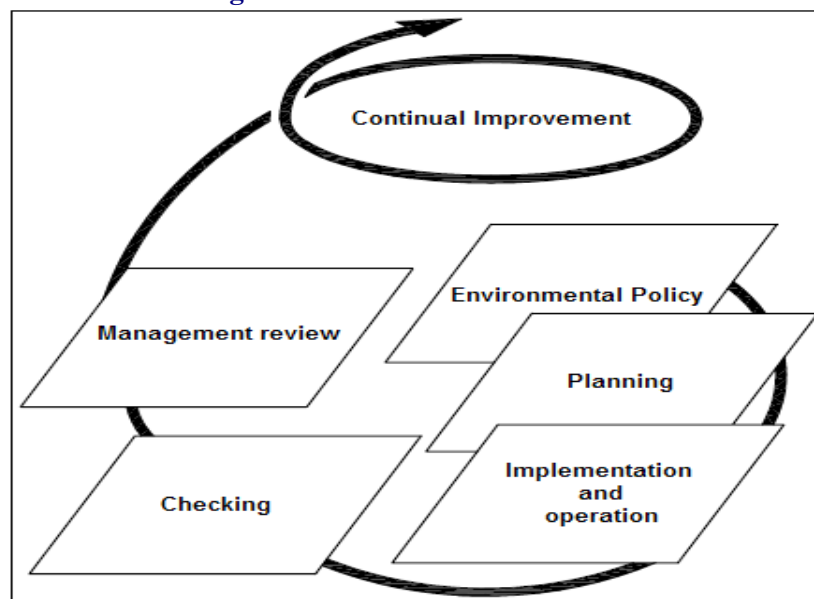 Continual Improvement
Environmental Policy
Management review
Planning
Implementation
and
operation
Checking